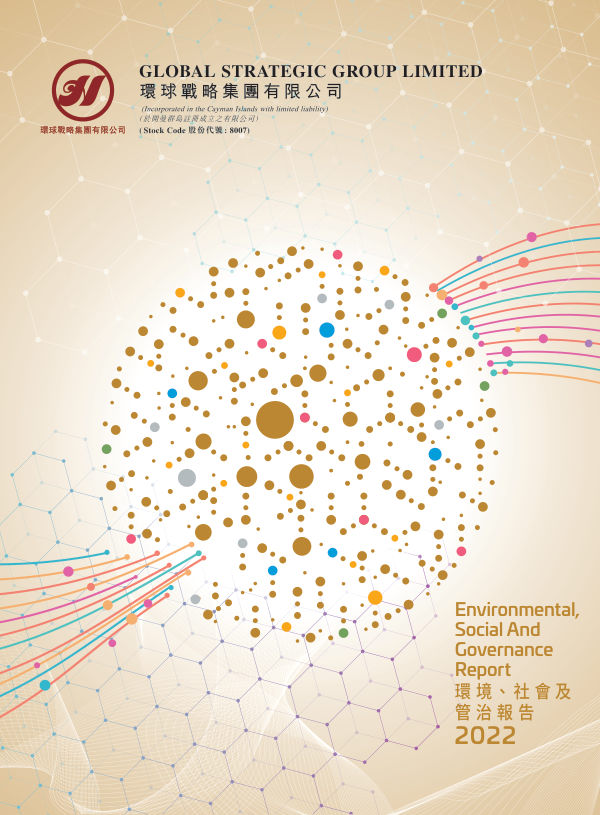 GLOBAL STRATEGIC GROUP LIMITED
環球戰略集團有限公司
(Incorporated in the Cayman Islands with limited liability)
(於開曼群島註冊成立之有限公司)
(Stock Code 股份代號 : 8007)
環球戰略集團有限公司
Environmental,
Social And
Governance
Report
環境、社會及
管治報告
2022